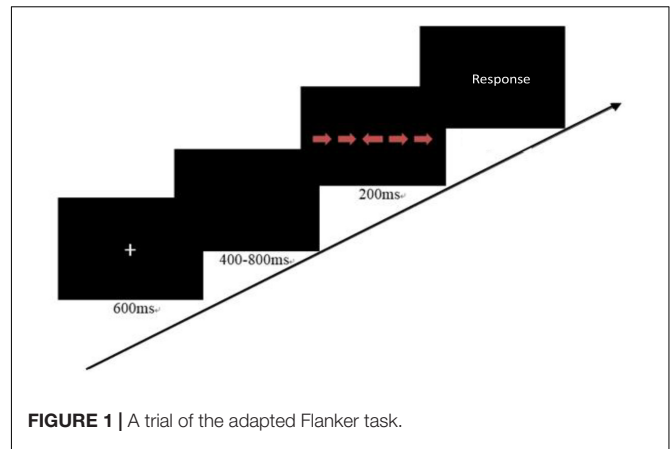 Response
200ms
400-800ms
+
600ms
FIGURE 1 | A trial of the adapted Flanker task.